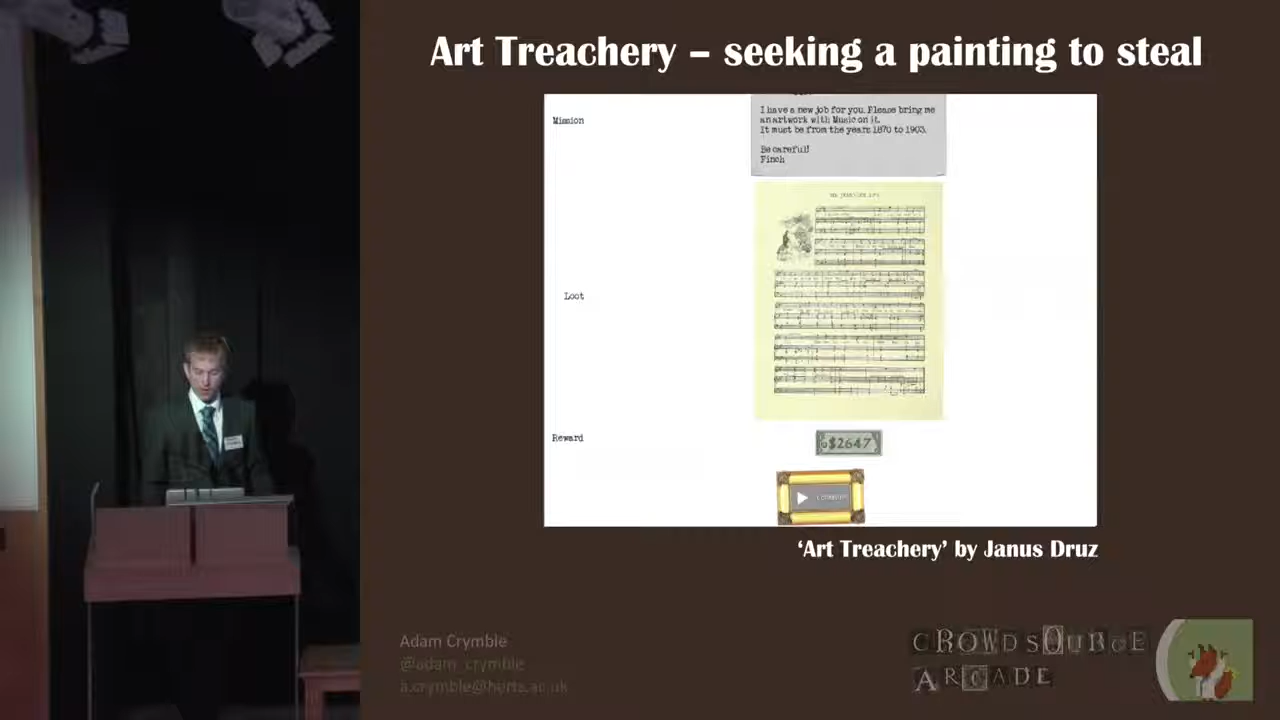 Art Treachery – seeking a painting to steal
Mission
I have a new job for you. Please bring me
an artwork with Music on it.
It must be from the years 1870 to 1903.
Be careful!
Finch
Loot
Reward
$2647
'Art Treachery' by Janus Druz
Adam Crymble
@adam_crymble
a.crymble@herts.ac.uk
CROWDSOURCE
ARCADE